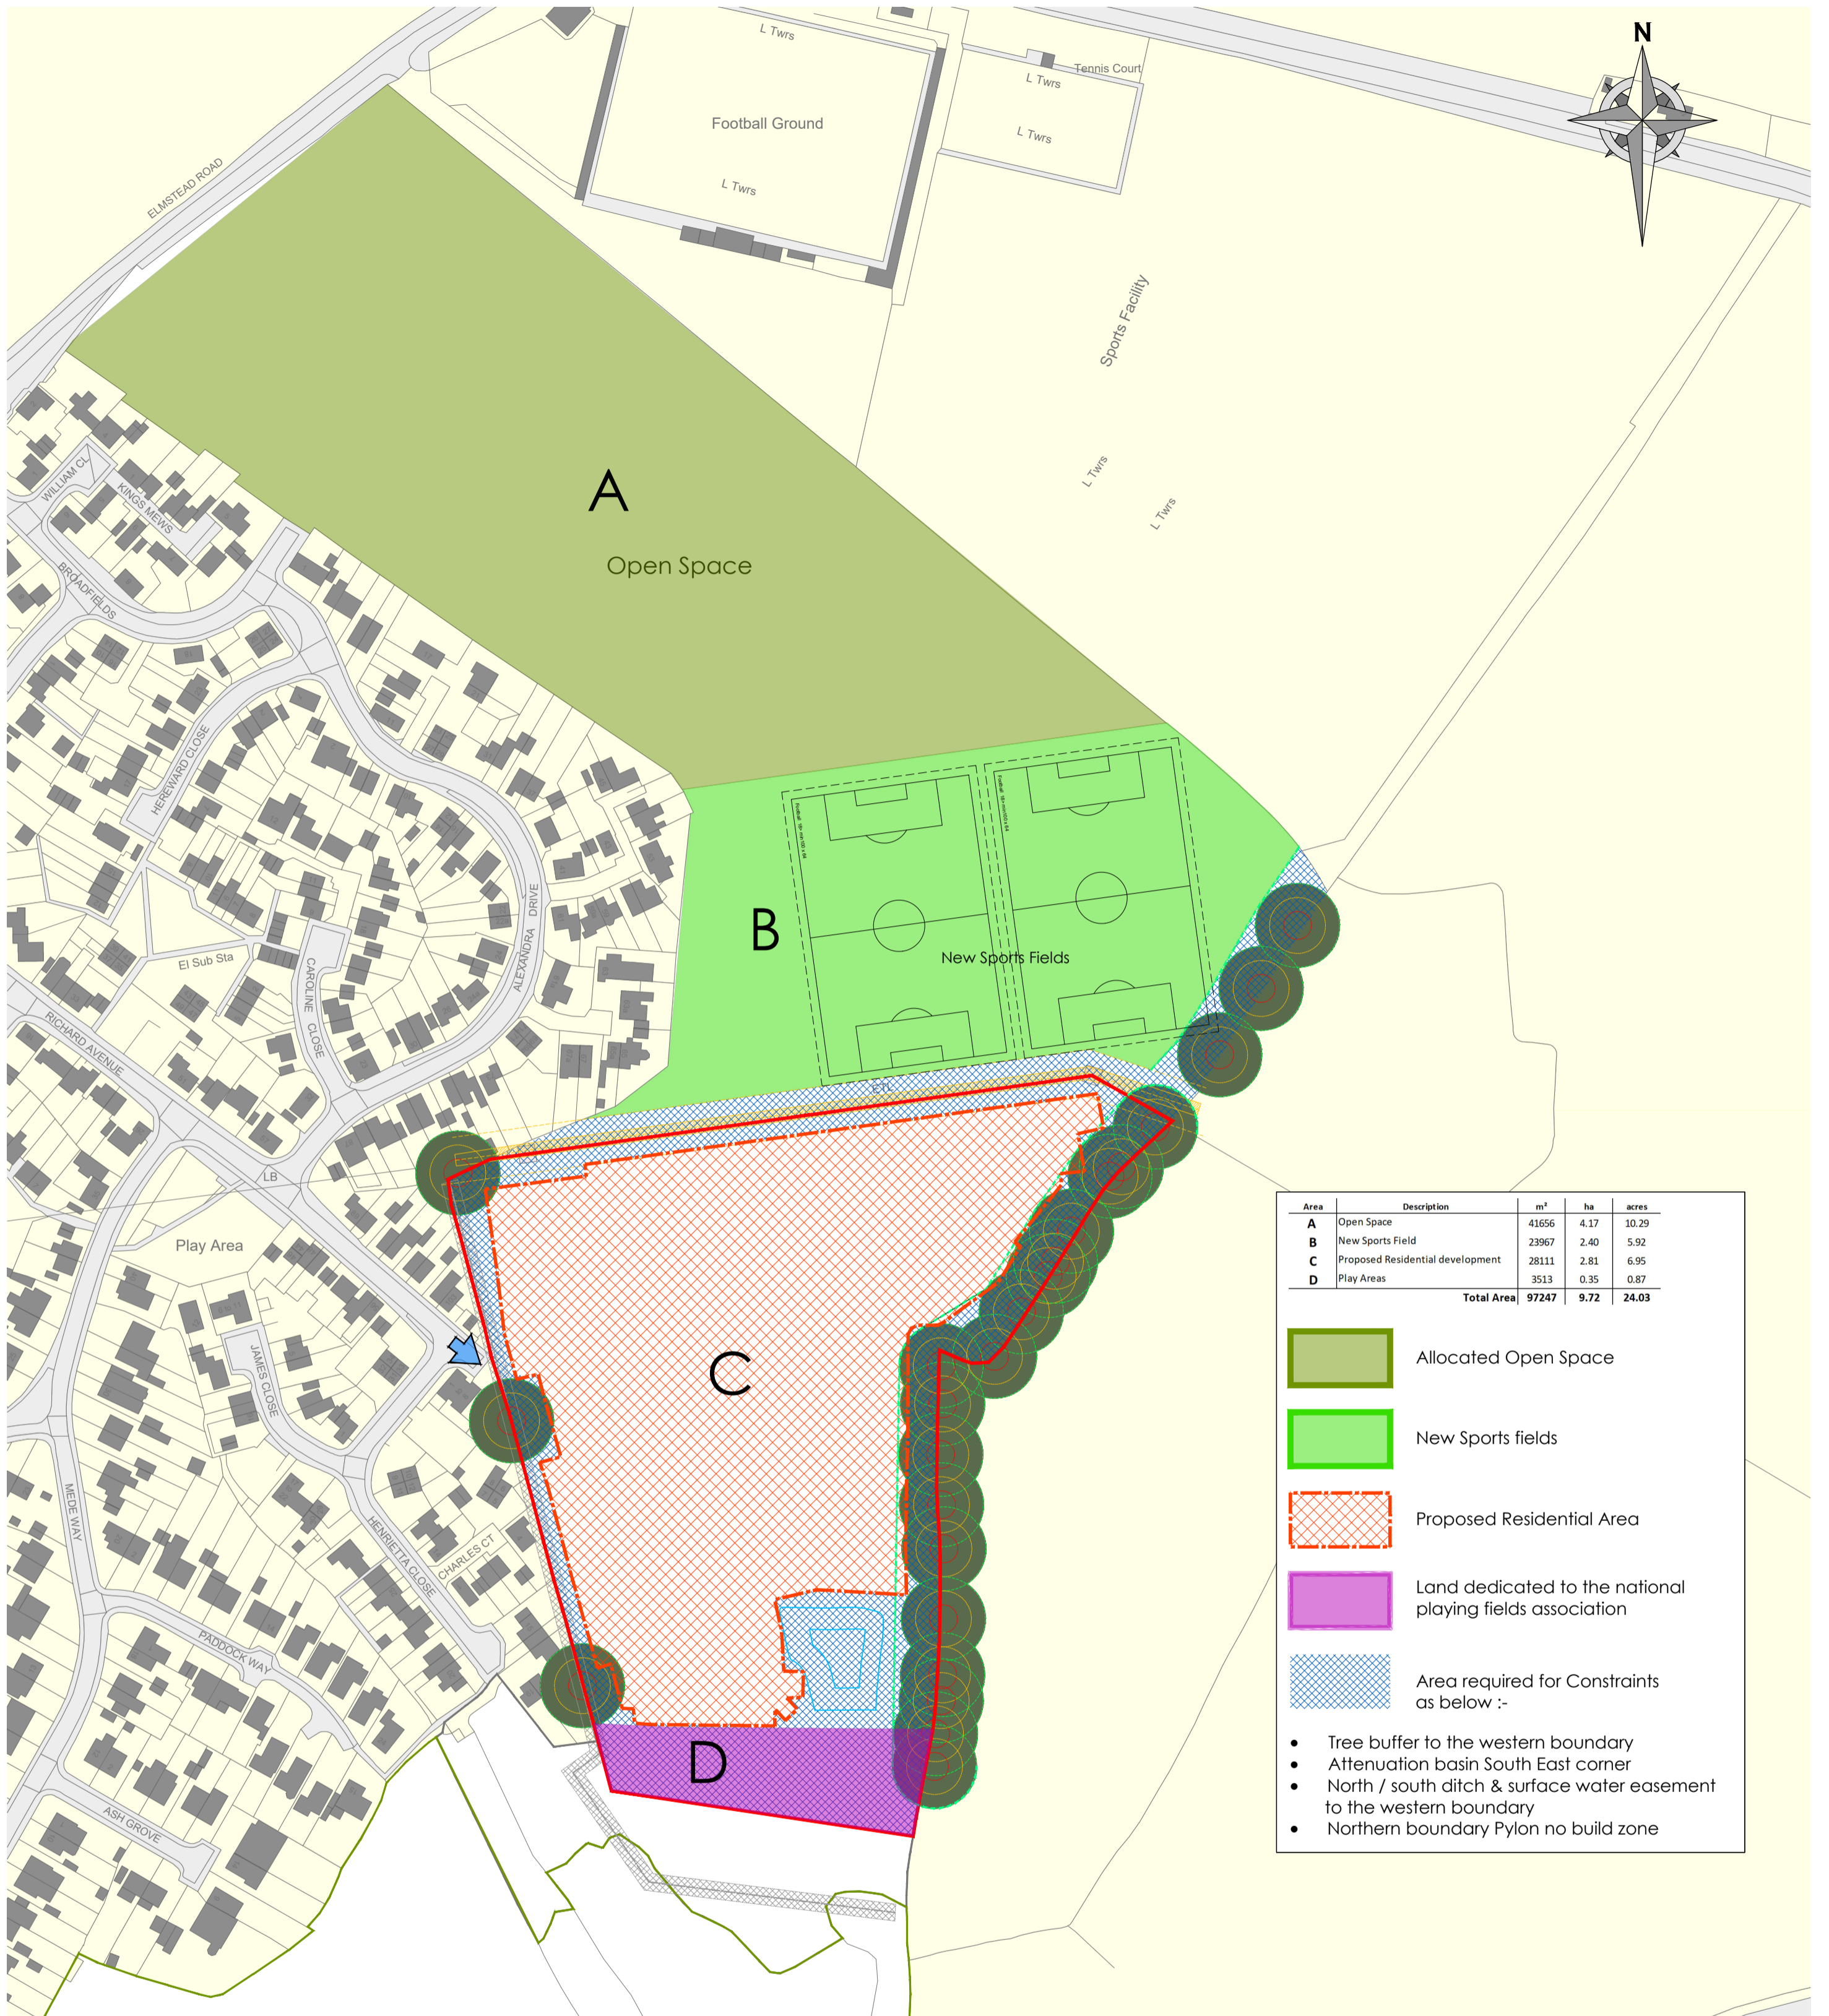 L Twrs
N
Tennis Court
L Twrs
Football Ground
L Twrs
ELMSTEAD ROAD
L Twrs
Sports Facility
L Twrs
L Twrs
A
Open Space
WILLIAM CL
KINGS MEWS
BROADFIELDS
HEREWARD CLOSE
ALEXANDRA DRIVE
B
New Sports Fields
El Sub Sta
CAROLINE CLOSE
RICHARD AVENUE
ETL
LB
Play Area
C
JAMES CLOSE
MEDE WAY
HENRIETTA CLOSE
CHARLES CT
PADDOCK WAY
D
ASH GROVE
Area Description m² ha acres
A Open Space 41656 4.17 10.29
B New Sports Field 23967 2.40 5.92
C Proposed Residential development 28111 2.81 6.95
D Play Areas 3513 0.35 0.87
Total Area 97247 9.72 24.03
Allocated Open Space
New Sports fields
Proposed Residential Area
Land dedicated to the national
playing fields association
Area required for Constraints
as below :-
• Tree buffer to the western boundary
• Attenuation basin South East corner
• North / south ditch & surface water easement
to the western boundary
• Northern boundary Pylon no build zone